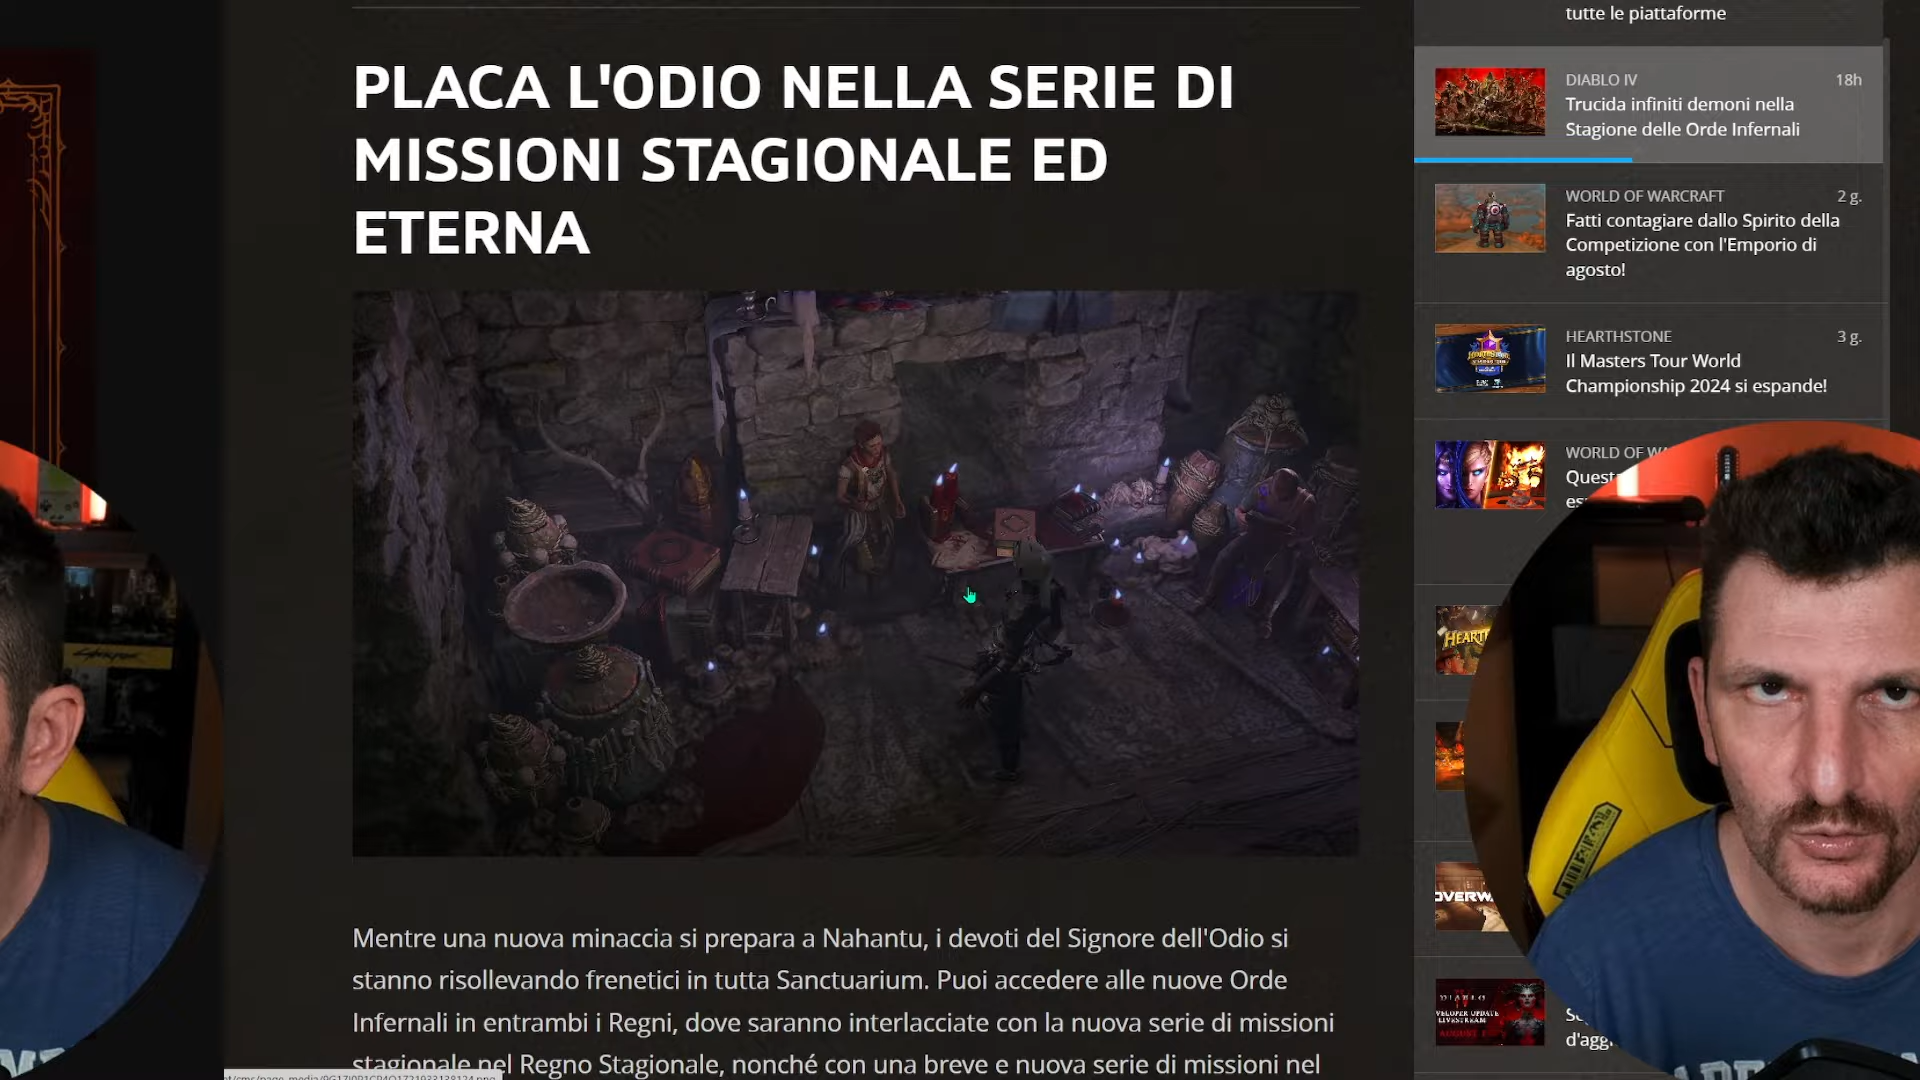 PLACA L'ODIO NELLA SERIE DI
MISSIONI STAGIONALE ED
ETERNA
Mentre una nuova minaccia si prepara a Nahantu, i devoti del Signore dell'Odio si
stanno risollevando frenetici in tutta Sanctuarium. Puoi accedere alle nuove Orde
Infernali in entrambi i Regni, dove saranno interlacciate con la nuova serie di missioni
stagionale nel Regno Stagionale, nonché con una breve e nuova serie di missioni nel
tutte le piattaforme
DIABLO IV
18h
Trucida infiniti demoni nella
Stagione delle Orde Infernali
WORLD OF WARCRAFT
2 g.
Fatti contagiare dallo Spirito della
Competizione con l'Emporio di
agosto!
HEARTHSTONE
3 g.
Il Masters Tour World
Championship 2024 si espande!
WORLD OF
DIABLO
LIVESTREAM